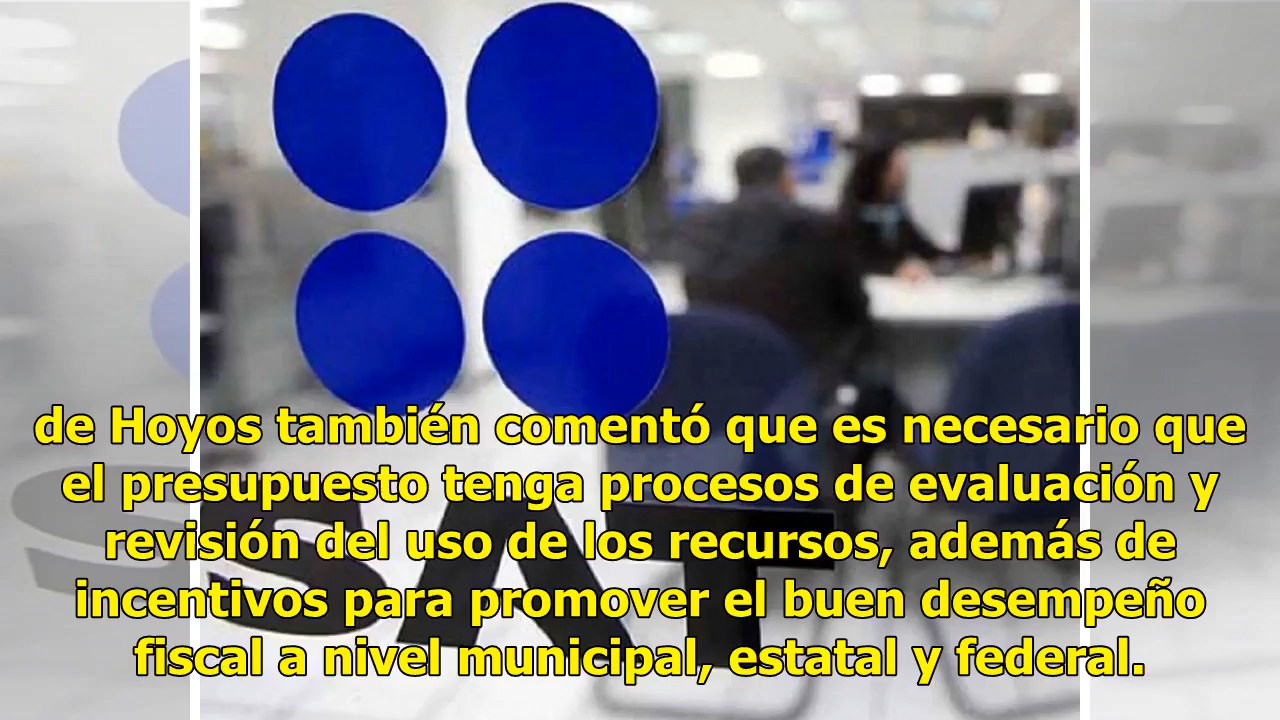 de Hoyos también comentó que es necesario que
el presupuesto tenga procesos de evaluación y
revisión del uso de los recursos, además de
incentivos para promover el buen desempeño
fiscal a nivel municipal, estatal y federal.
SAT